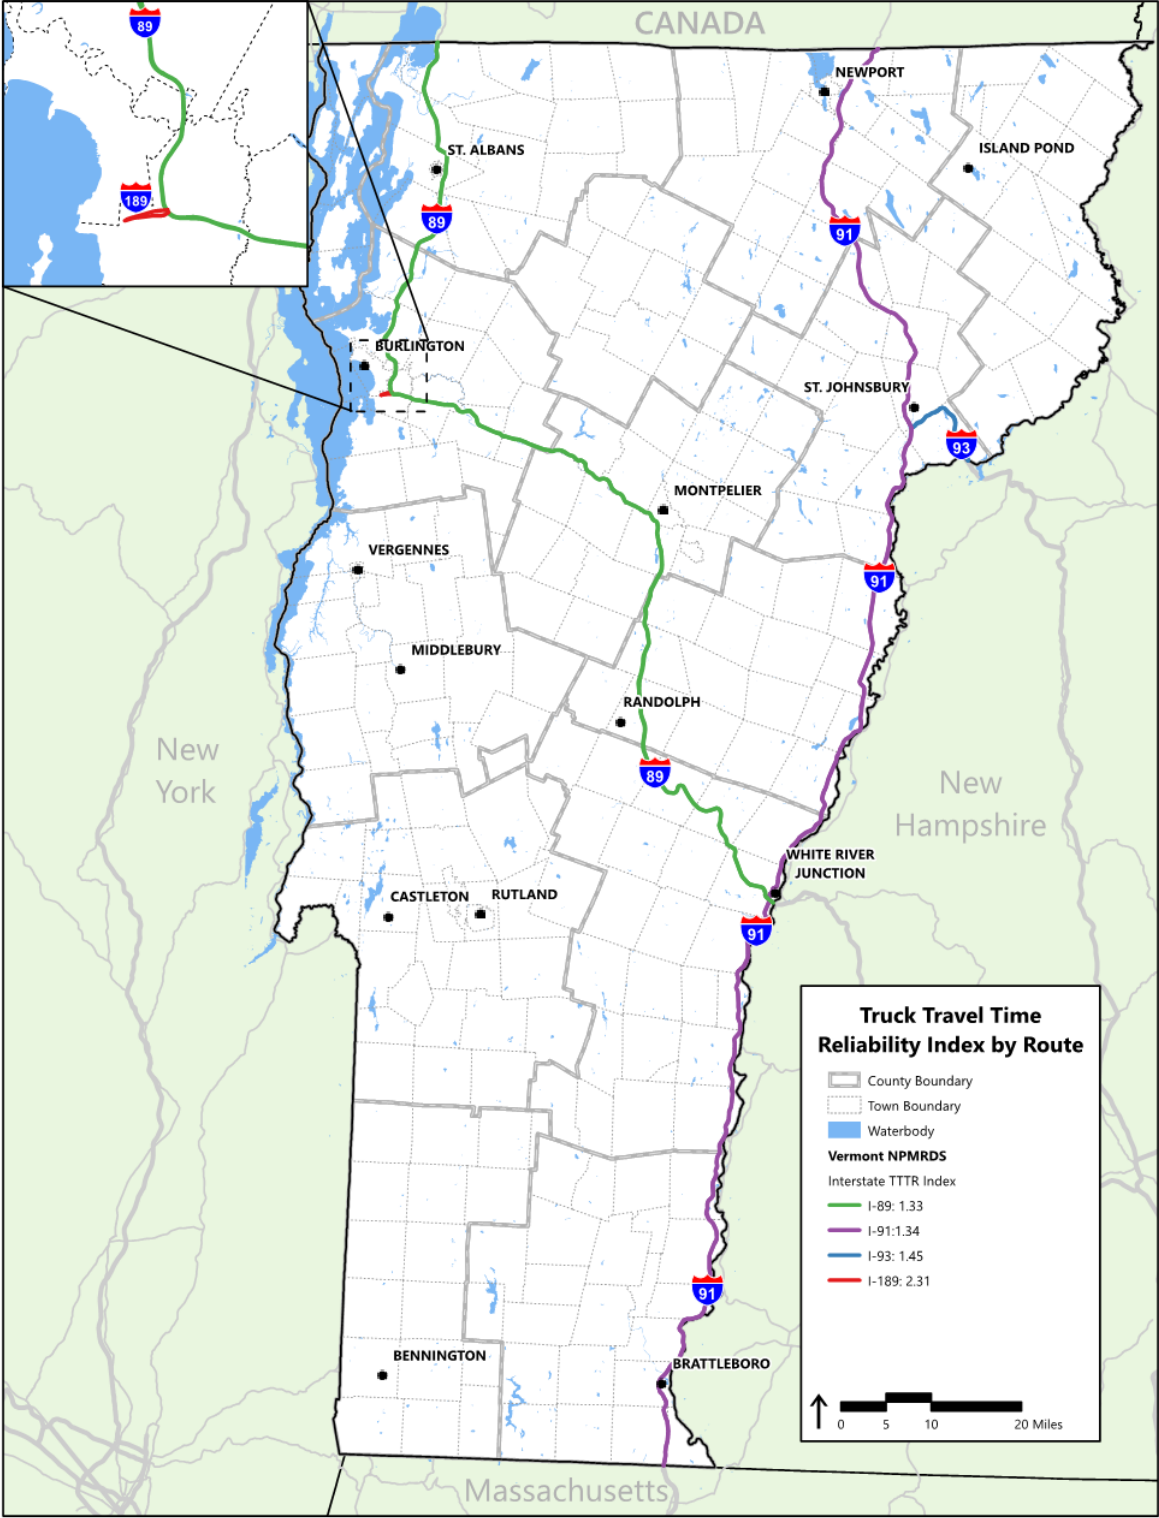 CANADA
89
NEWPORT
ST. ALBANS
ISLAND POND
189
89
91
BURLINGTON
ST. JOHNSBURY
93
MONTPELIER
VERGENNES
91
MIDDLEBURY
RANDOLPH
New
York
89
New
Hampshire
WHITE RIVER
JUNCTION
CASTLETON
RUTLAND
91
Truck Travel Time
Reliability Index by Route
County Boundary
Town Boundary
Waterbody
Vermont NPMRDS
Interstate TTTR Index
I-89: 1.33
I-91:1.34
I-93: 1.45
I-189: 2.31
91
BENNINGTON
BRATTLEBORO
0 5 10 20 Miles
Massachusetts